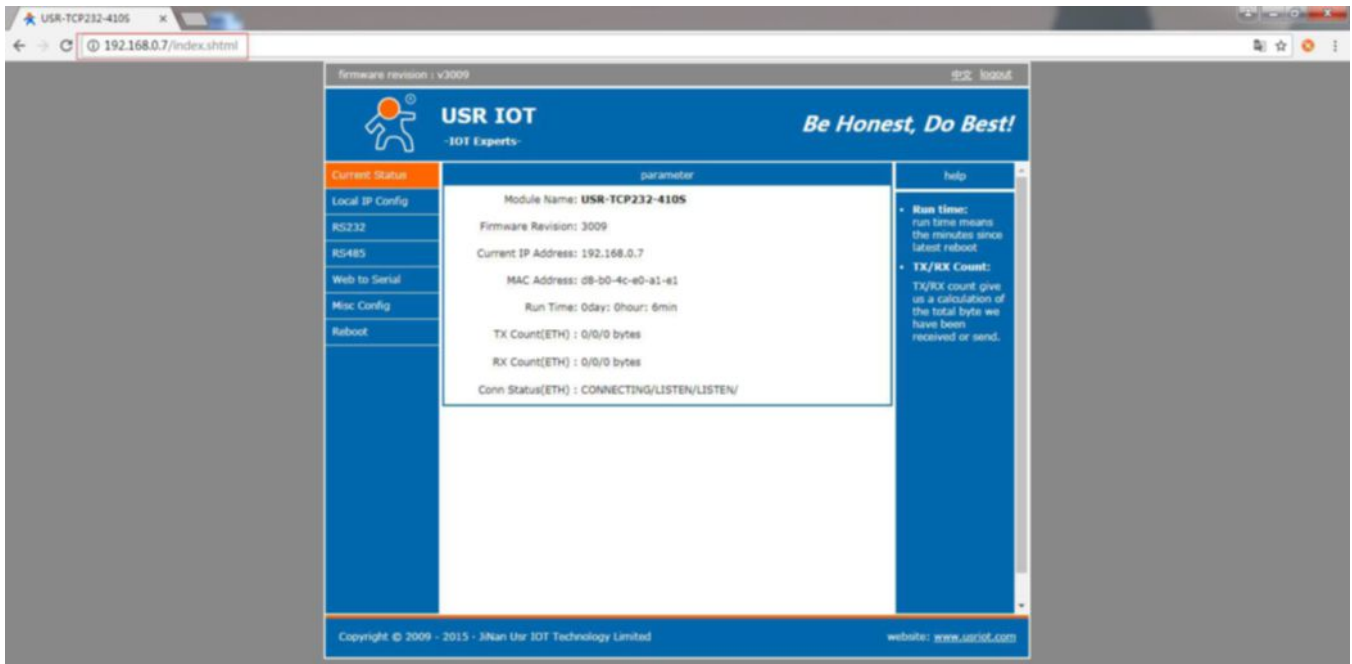 USR-TCP232-410S
192.168.0.7/index.shtml
firmware revision : v3009
中文 logout
USR IOT
-IOT Experts-
Be Honest, Do Best!
Current Status
Local IP Config
RS232
RS485
Web to Serial
Misc Config
Reboot
parameter
Module Name: USR-TCP232-410S
Firmware Revision: 3009
Current IP Address: 192.168.0.7
MAC Address: d8-b0-4c-e0-a1-e1
Run Time: 0day: 0hour: 6min
TX Count(ETH) : 0/0/0 bytes
RX Count(ETH) : 0/0/0 bytes
Conn Status(ETH) : CONNECTING/LISTEN/LISTEN/
help
• Run time:
run time means
the minutes since
latest reboot
• TX/RX Count:
TX/RX count give
us a calculation of
the total byte we
have been
received or send.
Copyright © 2009 - 2015 - JiNan Usr IOT Technology Limited
website: www.usriot.com